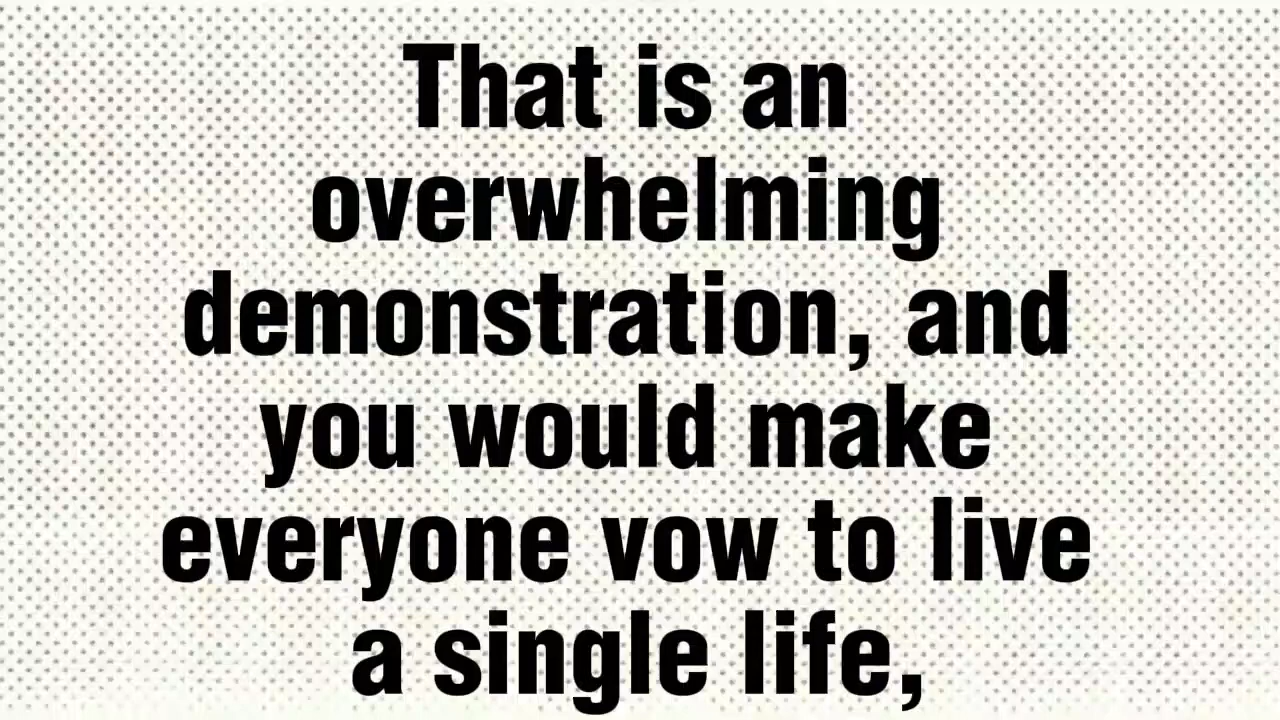 That is an
overwhelming
demonstration, and
you would make
everyone vow to live
a single life,